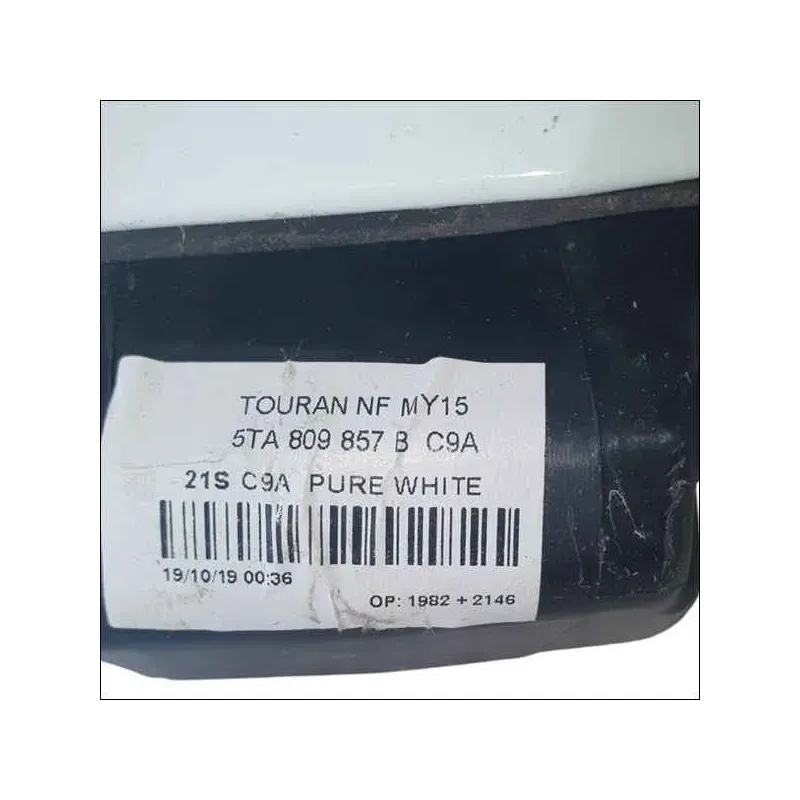 TOURAN NF MY15
5TA 809 857 B C9A
21S C9A PURE WHITE
19/10/19 00:36
OP: 1982 + 2146